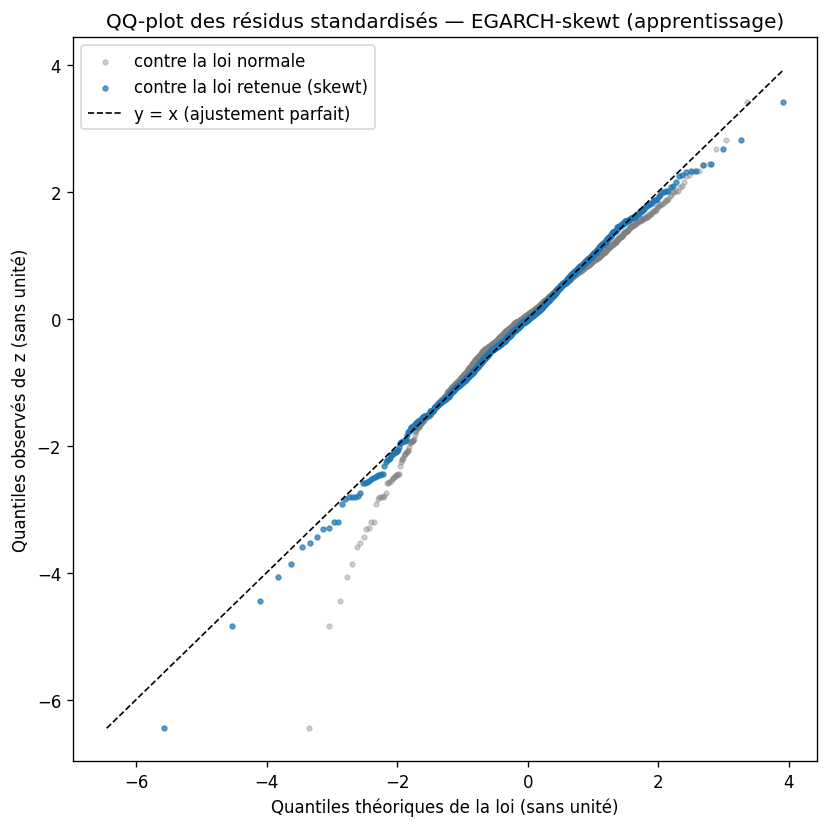 QQ-plot des résidus standardisés — EGARCH-skewt (apprentissage)
contre la loi normale
contre la loi retenue (skewt)
y = x (ajustement parfait)
Quantiles observés de z (sans unité)
4
2
0
−2
−4
−6
−6 −4 −2 0 2 4
Quantiles théoriques de la loi (sans unité)